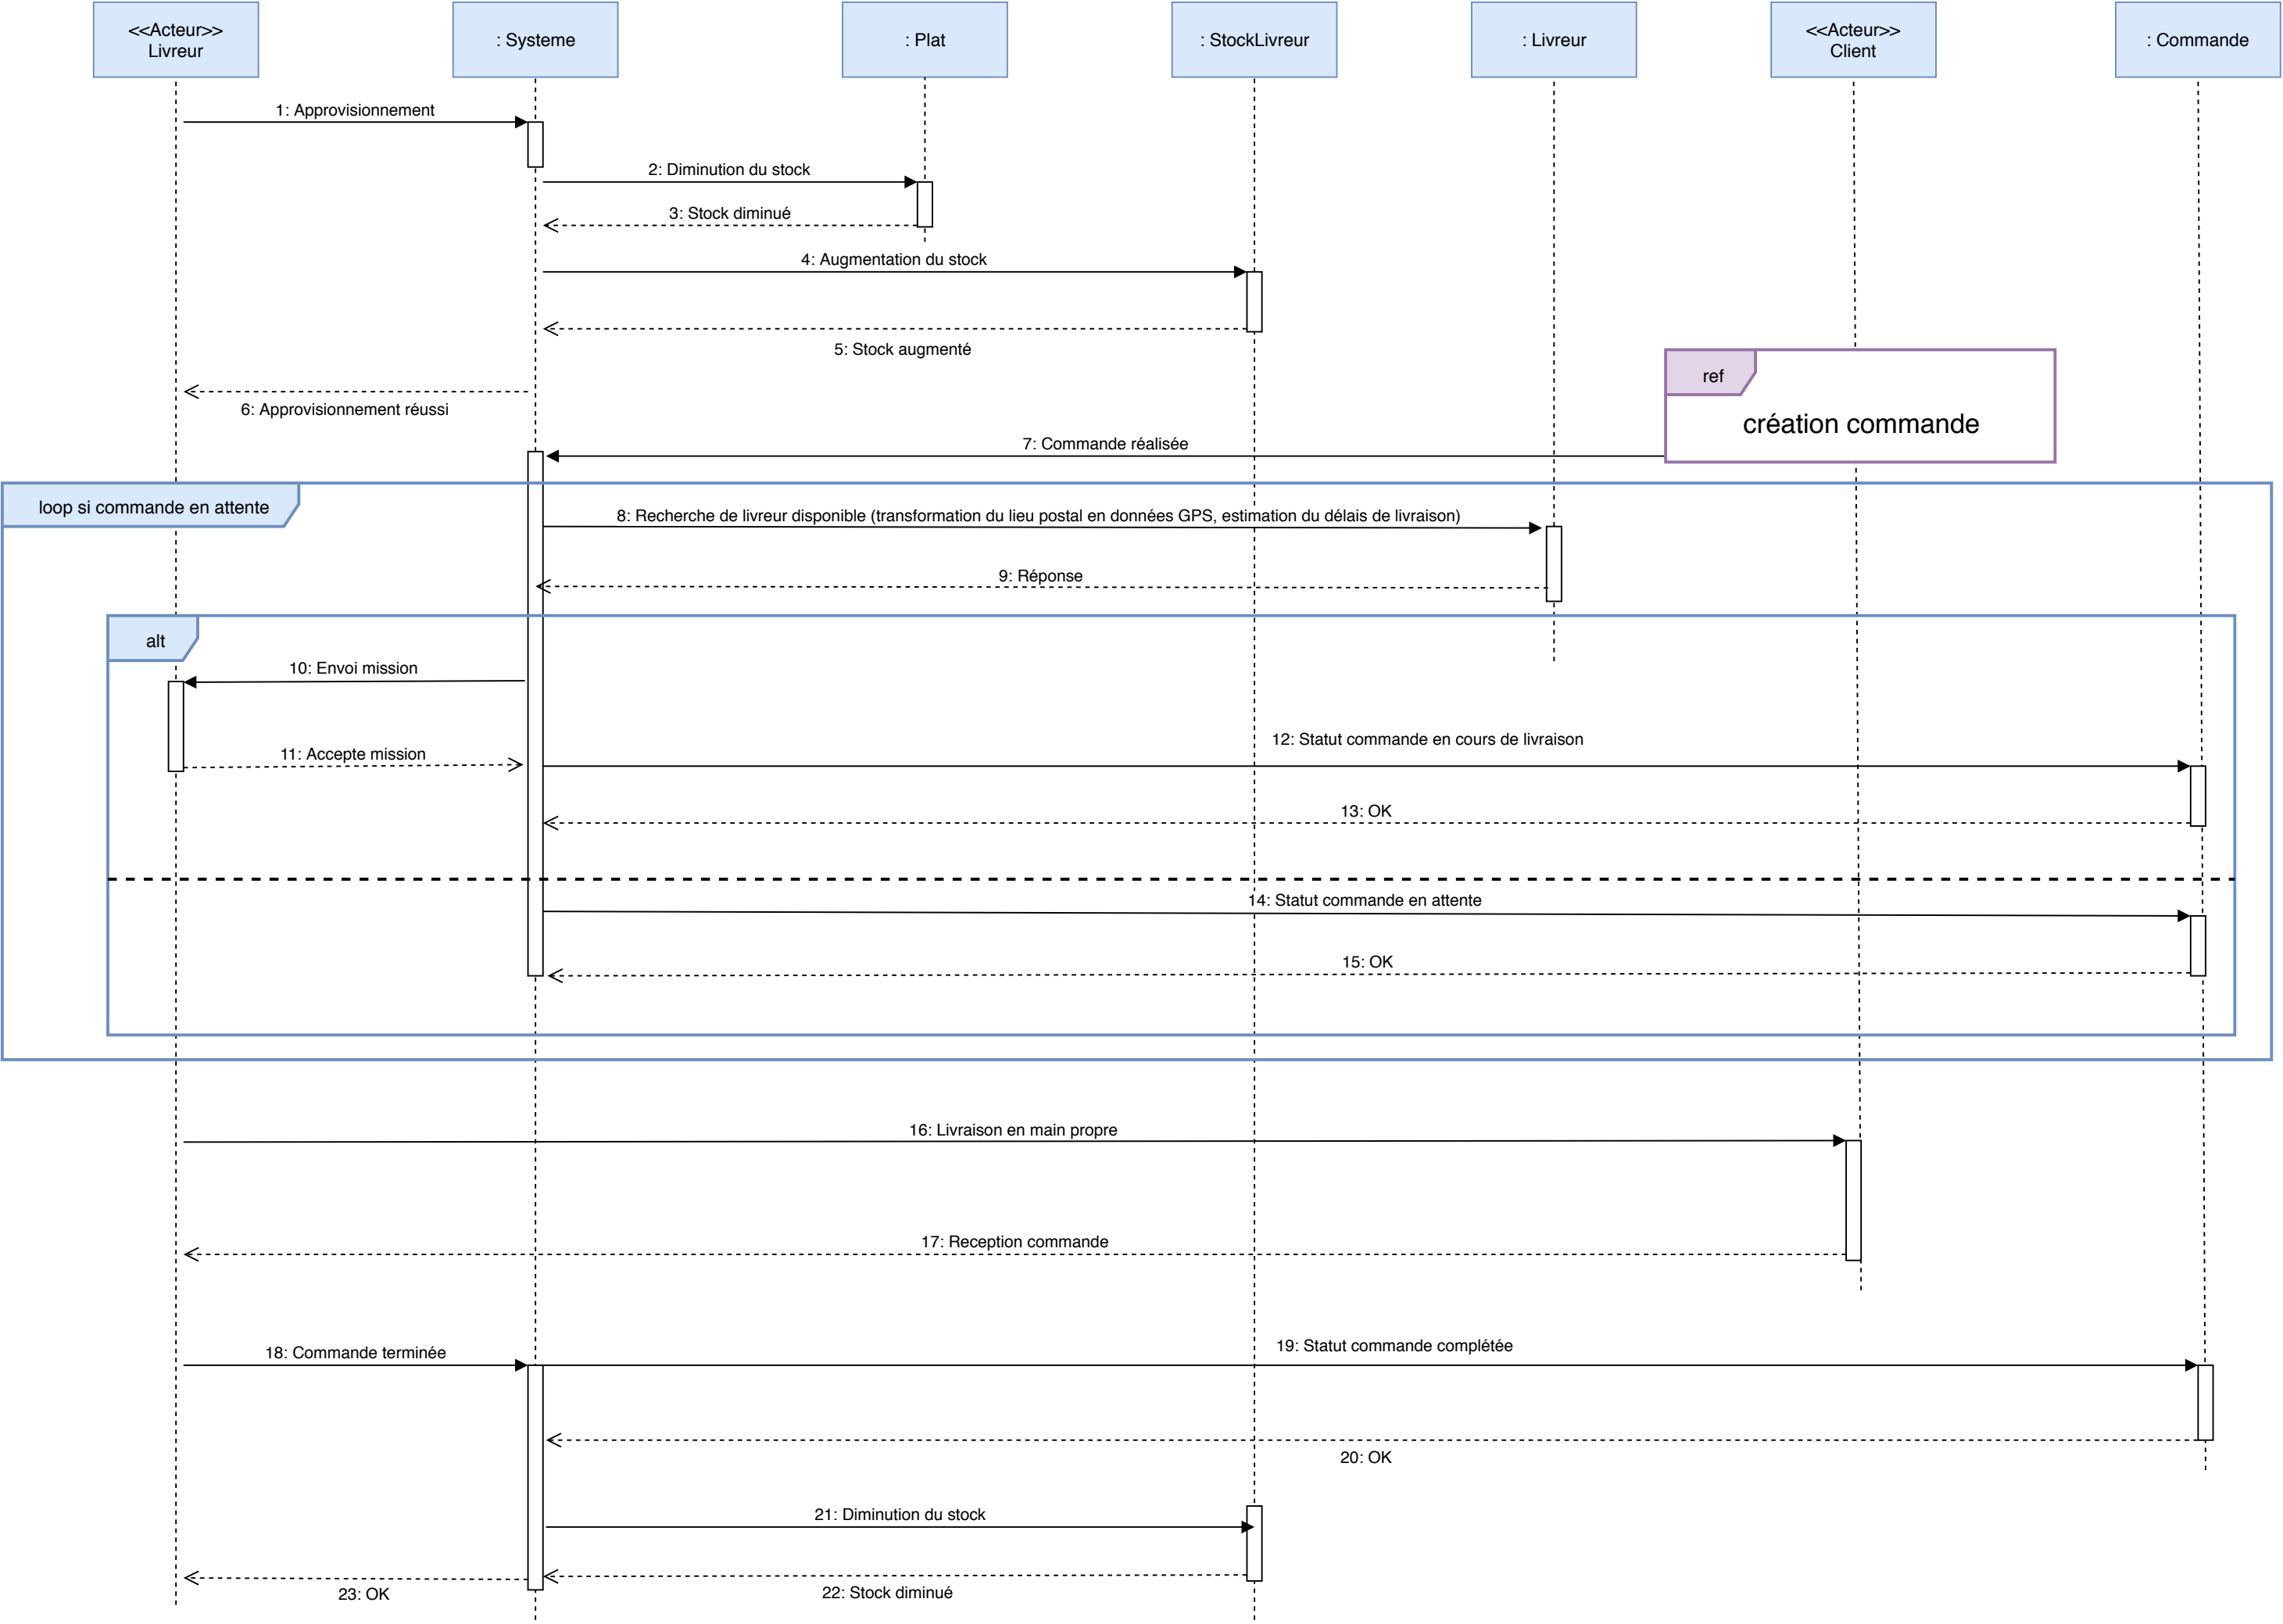 <<Acteur>>
Livreur
: Systeme
: Plat
: StockLivreur
: Livreur
<<Acteur>>
Client
: Commande
1: Approvisionnement
2: Diminution du stock
3: Stock diminué
4: Augmentation du stock
5: Stock augmenté
ref
création commande
6: Approvisionnement réussi
7: Commande réalisée
loop si commande en attente
8: Recherche de livreur disponible (transformation du lieu postal en données GPS, estimation du délais de livraison)
9: Réponse
alt
10: Envoi mission
11: Accepte mission
12: Statut commande en cours de livraison
13: OK
14: Statut commande en attente
15: OK
16: Livraison en main propre
17: Reception commande
18: Commande terminée
19: Statut commande complétée
20: OK
21: Diminution du stock
22: Stock diminué
23: OK